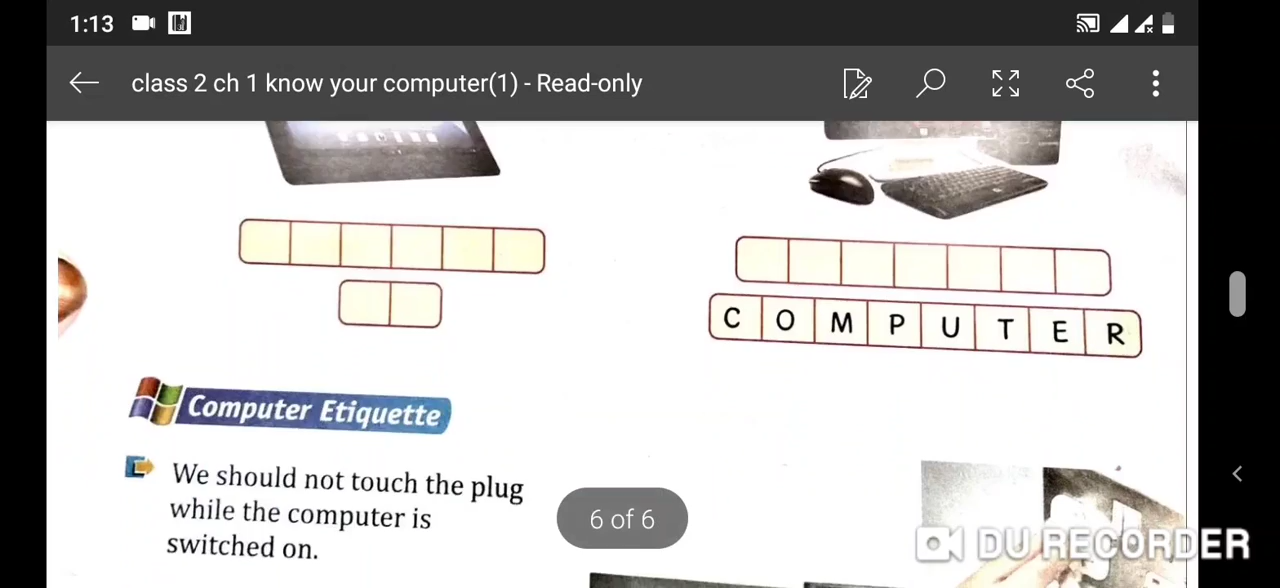 1:13
class 2 ch 1 know your computer(1) - Read-only
COMPUTER
Computer Etiquette
We should not touch the plug
while the computer is
switched on.
6 of 6
DU RECORDER